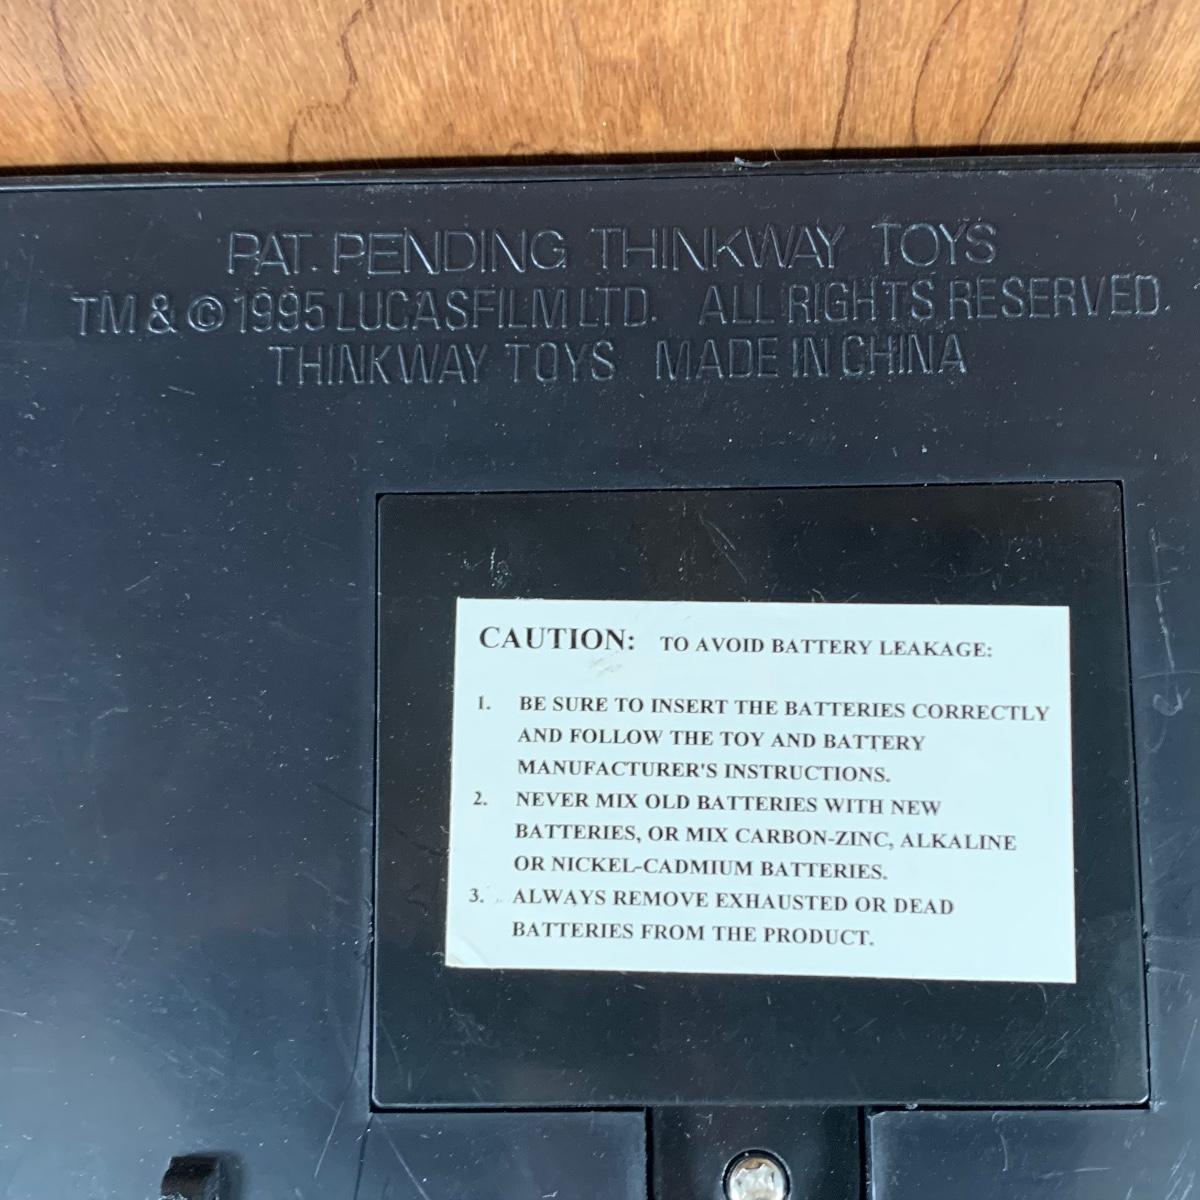 PAT. PENDING THINKWAY TOYS
TM & © 1995 LUCASFILM LTD. ALL RIGHTS RESERVED.
THINKWAY TOYS MADE IN CHINA
CAUTION: TO AVOID BATTERY LEAKAGE:
1. BE SURE TO INSERT THE BATTERIES CORRECTLY
AND FOLLOW THE TOY AND BATTERY
MANUFACTURER'S INSTRUCTIONS.
2. NEVER MIX OLD BATTERIES WITH NEW
BATTERIES, OR MIX CARBON-ZINC, ALKALINE
OR NICKEL-CADMIUM BATTERIES.
3. ALWAYS REMOVE EXHAUSTED OR DEAD
BATTERIES FROM THE PRODUCT.